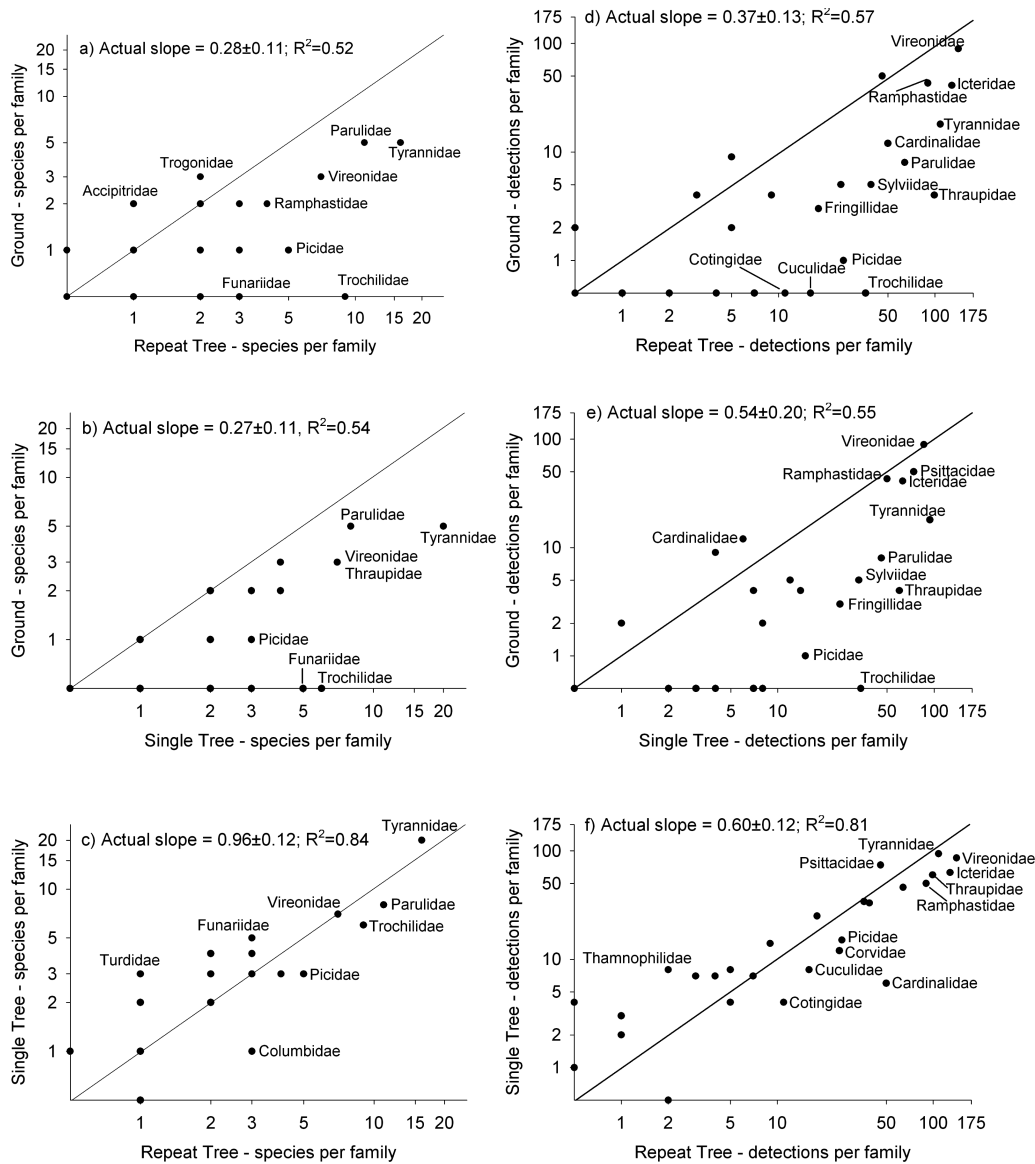 a) Actual slope = 0.28±0.11; R²=0.52
Ground - species per family
20
15
10
5
3
2
1
Parulidae
Tyrannidae
Trogonidae
Vireonidae
Accipitridae
Ramphastidae
Picidae
Funariidae
Trochilidae
1 2 3 5 10 15 20
Repeat Tree - species per family
d) Actual slope = 0.37±0.13; R²=0.57
Ground - detections per family
175
100
50
10
5
2
1
Vireonidae
Icteridae
Ramphastidae
Tyrannidae
Cardinalidae
Parulidae
Sylviidae
Thraupidae
Fringillidae
Picidae
Cotingidae
Cuculidae
Trochilidae
1 2 5 10 50 100 175
Repeat Tree - detections per family
b) Actual slope = 0.27±0.11, R²=0.54
Ground - species per family
20
15
10
5
3
2
1
Parulidae
Tyrannidae
Vireonidae
Thraupidae
Picidae
Funariidae
Trochilidae
1 2 3 5 10 15 20
Single Tree - species per family
e) Actual slope = 0.54±0.20; R²=0.55
Ground - detections per family
175
100
50
10
5
2
1
Vireonidae
Ramphastidae
Psittacidae
Icteridae
Tyrannidae
Cardinalidae
Parulidae
Sylviidae
Thraupidae
Fringillidae
Picidae
Trochilidae
1 2 5 10 50 100 175
Single Tree - detections per family
c) Actual slope = 0.96±0.12; R²=0.84
Single Tree - species per family
20
15
10
5
3
2
1
Tyrannidae
Vireonidae
Parulidae
Trochilidae
Funariidae
Turdidae
Picidae
Columbidae
1 2 3 5 10 15 20
Repeat Tree - species per family
f) Actual slope = 0.60±0.12; R²=0.81
Single Tree - detections per family
175
100
50
10
5
2
1
Tyrannidae
Psittacidae
Vireonidae
Icteridae
Thraupidae
Ramphastidae
Picidae
Corvidae
Thamnophilidae
Cuculidae
Cardinalidae
Cotingidae
1 2 5 10 50 100 175
Repeat Tree - detections per family